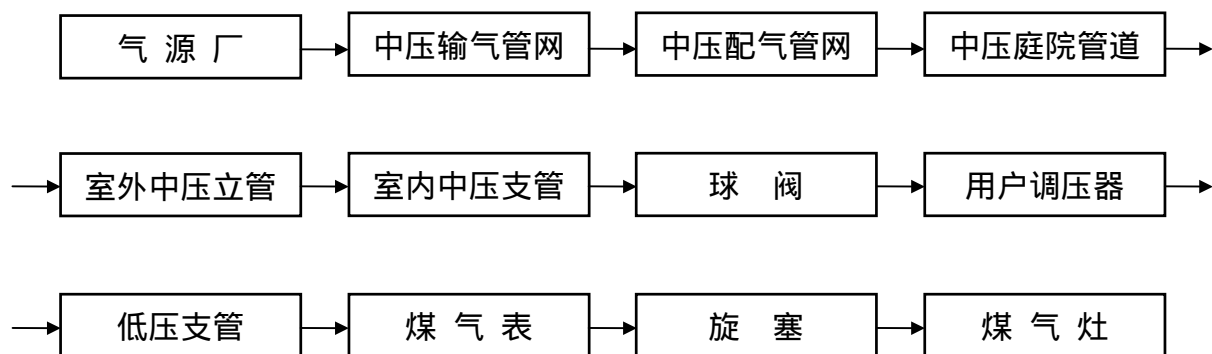 气源厂 中压输气管网 中压配气管网 中压庭院管道
室外中压立管 室内中压支管 球阀 用户调压器
低压支管 煤气表 旋塞 煤气灶